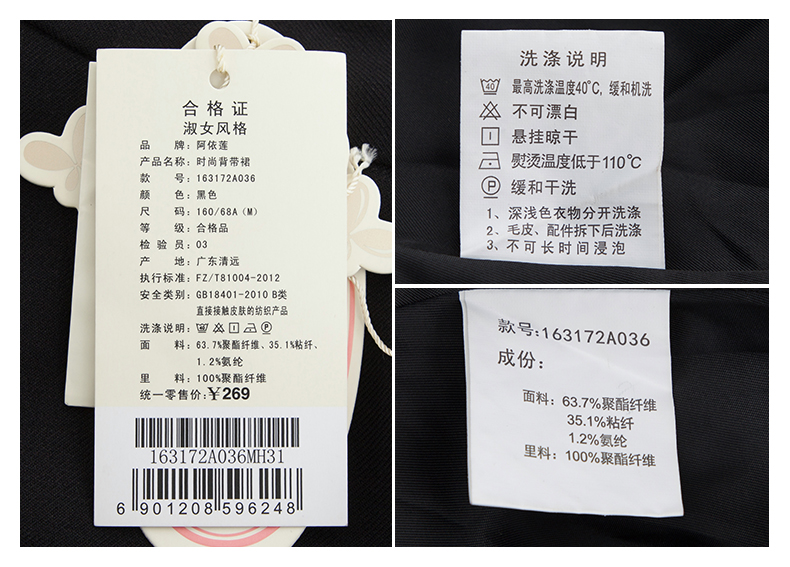 合格证
淑女风格
品 牌：阿依莲
产品名称：时尚背带裙
款 号：163172A036
颜 色：黑色
尺 码：160/68A（M）
等 级：合格品
检 验 员：03
产 地：广东清远
执行标准：FZ/T81004-2012
安全类别：GB18401-2010 B类
直接接触皮肤的纺织产品
洗涤说明：
面 料：63.7%聚酯纤维、35.1%粘纤、
1.2%氨纶
里 料：100%聚酯纤维
统一零售价：¥269
163172A036MH31
6 901208 596248
洗涤说明
40 最高洗涤温度40℃，缓和机洗
不可漂白
悬挂晾干
熨烫温度低于110℃
P 缓和干洗
1、深浅色衣物分开洗涤
2、毛皮、配件拆下后洗涤
3、不可长时间浸泡
款号：163172A036
成份：
面料：63.7%聚酯纤维
35.1%粘纤
1.2%氨纶
里料：100%聚酯纤维